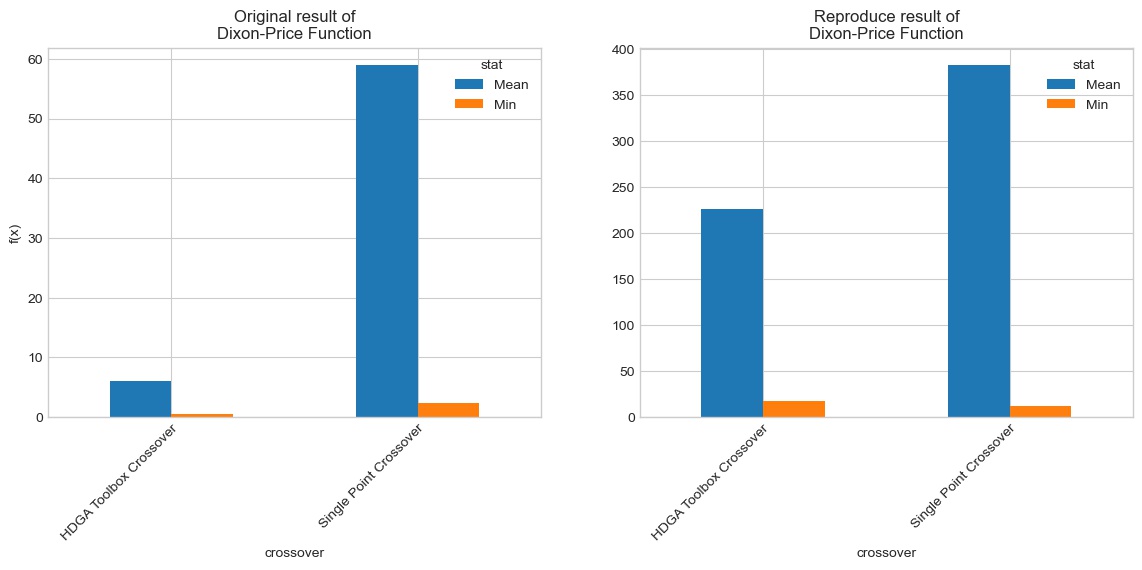 Original result of
Dixon-Price Function
stat
Mean
Min
60
50
40
30
20
10
0
f(x)
HDGA Toolbox Crossover
Single Point Crossover
crossover
Reproduce result of
Dixon-Price Function
stat
Mean
Min
400
350
300
250
200
150
100
50
0
HDGA Toolbox Crossover
Single Point Crossover
crossover